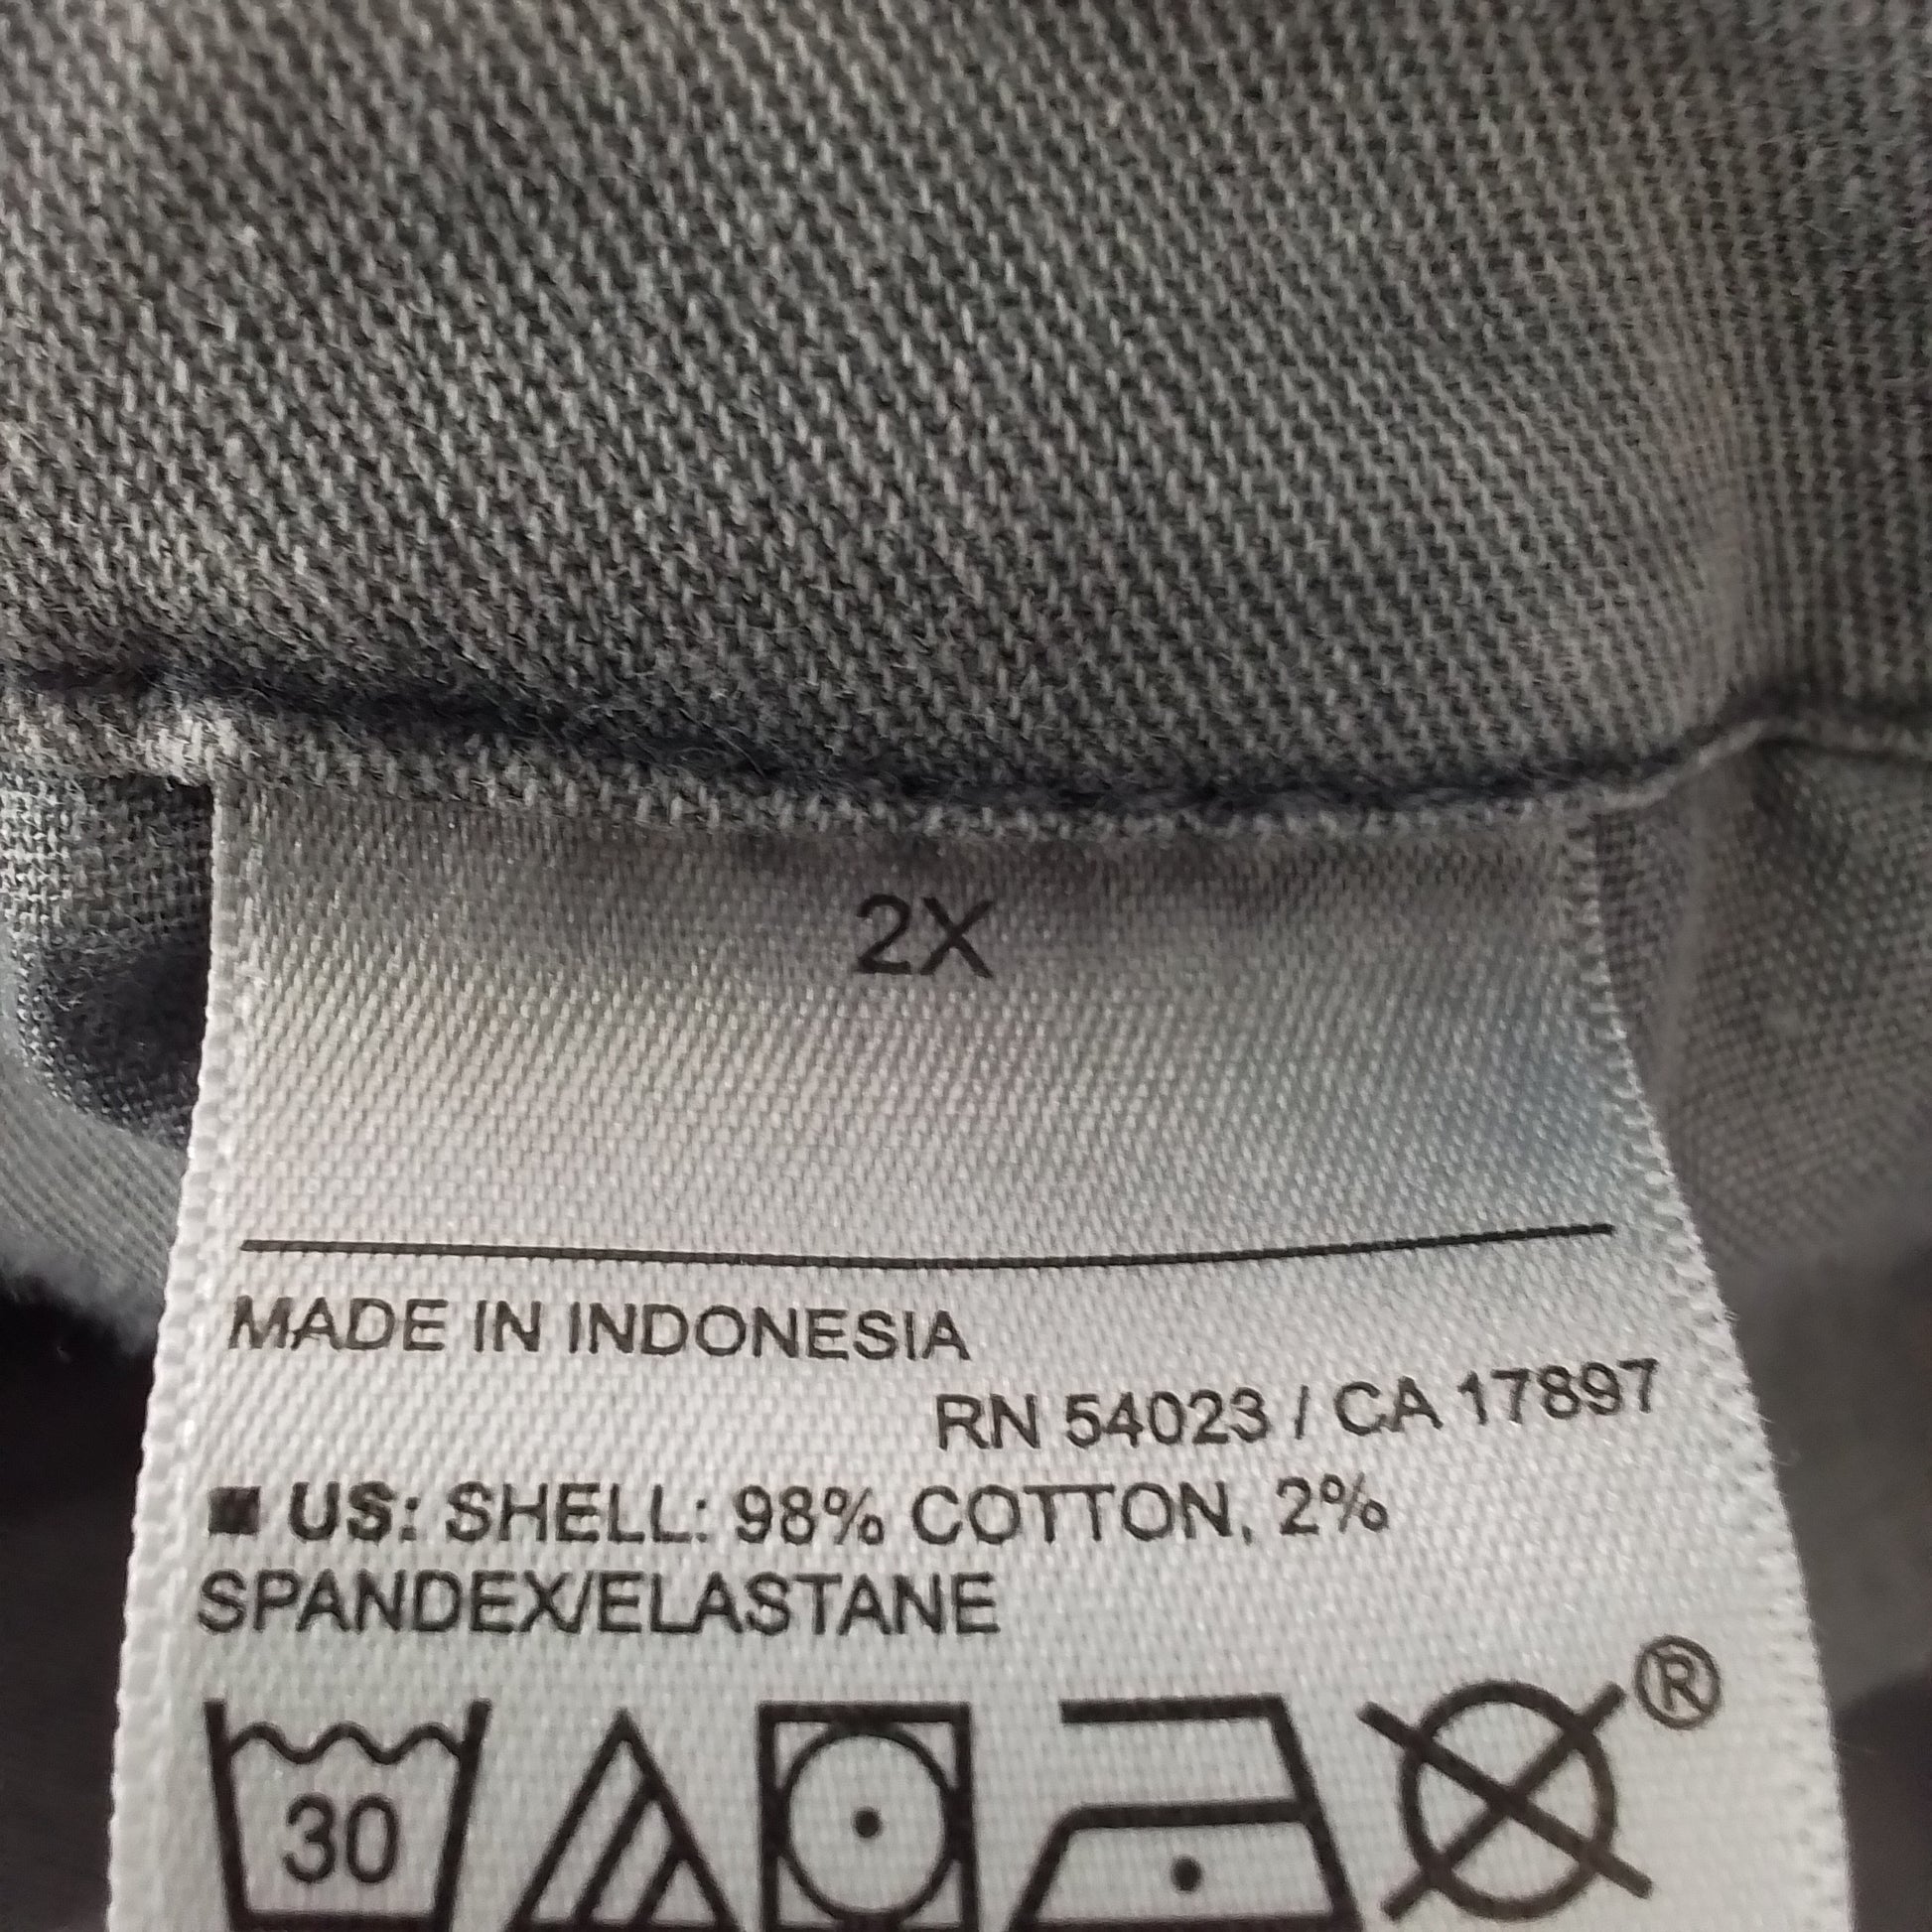 2X
MADE IN INDONESIA
RN 54023 / CA 17897
■ US: SHELL: 98% COTTON, 2%
SPANDEX/ELASTANE
®
30